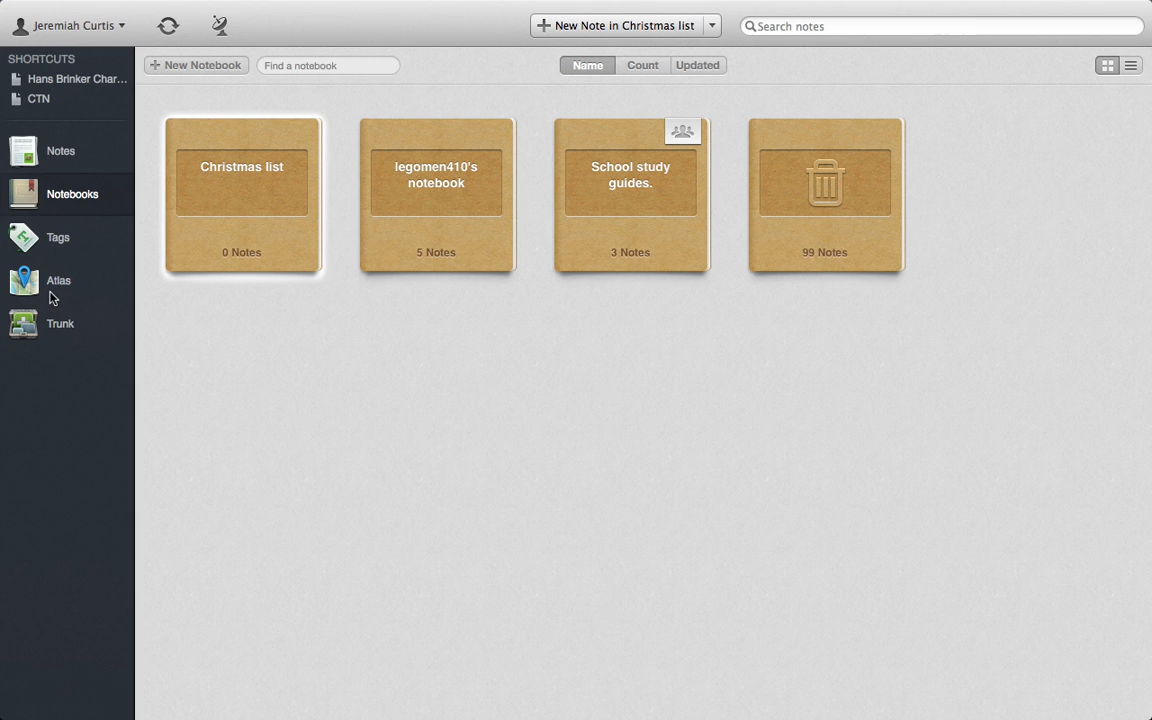 Jeremiah Curtis
New Note in Christmas list
Search notes
SHORTCUTS
Hans Brinker Char...
CTN
Notes
Notebooks
Tags
Atlas
Trunk
New Notebook
Find a notebook
Name
Count
Updated
Christmas list
0 Notes
legomen410's
notebook
5 Notes
School study
guides.
3 Notes
99 Notes